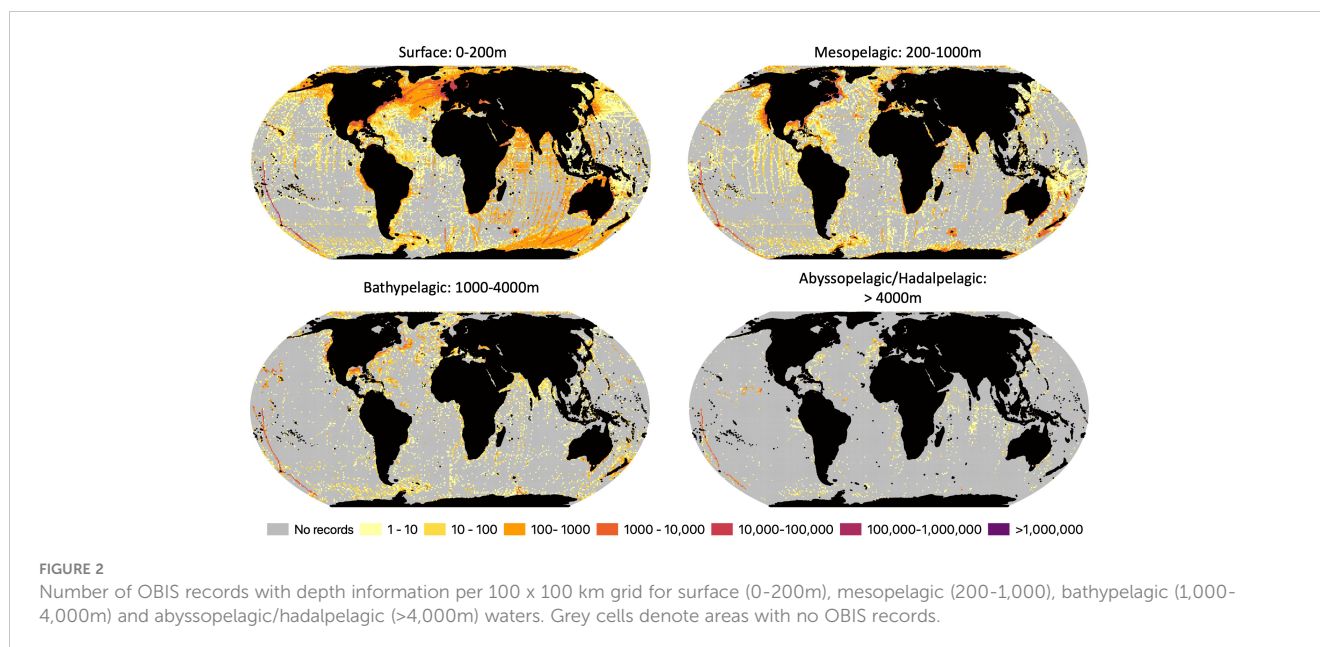 Surface: 0-200m
Mesopelagic: 200-1000m
Bathypelagic: 1000-4000m
Abyssopelagic/Hadalpelagic:
> 4000m
No records
1 - 10
10 - 100
100- 1000
1000 - 10,000
10,000-100,000
100,000-1,000,000
>1,000,000
FIGURE 2
Number of OBIS records with depth information per 100 x 100 km grid for surface (0-200m), mesopelagic (200-1,000), bathypelagic (1,000-
4,000m) and abyssopelagic/hadalpelagic (>4,000m) waters. Grey cells denote areas with no OBIS records.